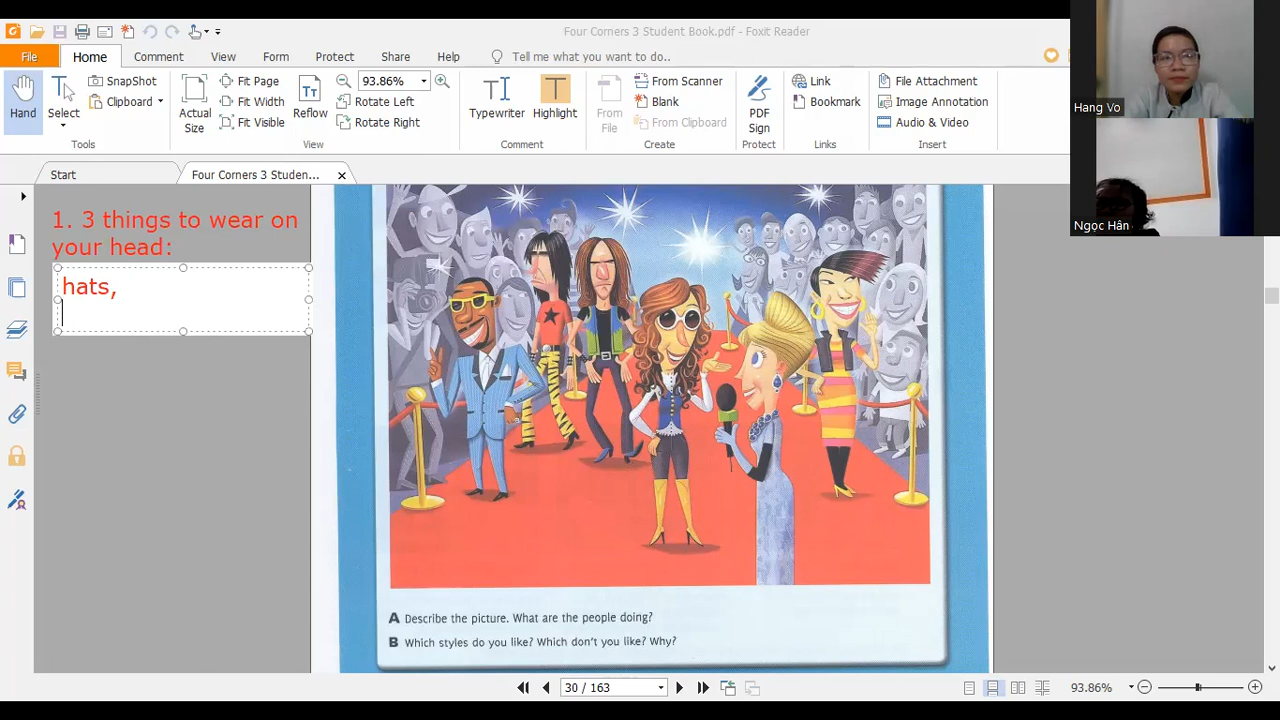 Four Corners 3 Student Book.pdf - Foxit Reader
File Home Comment View Form Protect Share Help Tell me what you want to do..
Hand
Select
SnapShot
Clipboard
Tools
Actual Size
Fit Page
Fit Width
Fit Visible
Reflow
93.86%
Rotate Left
Rotate Right
View
Typewriter
Highlight
Comment
From File
From Scanner
Blank
From Clipboard
Create
PDF Sign
Protect
Link
Bookmark
Links
File Attachment
Image Annotation
Audio & Video
Insert
Hang Vo
Ngọc Hân
Start
Four Corners 3 Studen...
1. 3 things to wear on
your head:
hats,
A Describe the picture. What are the people doing?
B Which styles do you like? Which don't you like? Why?
30 / 163
93.86%